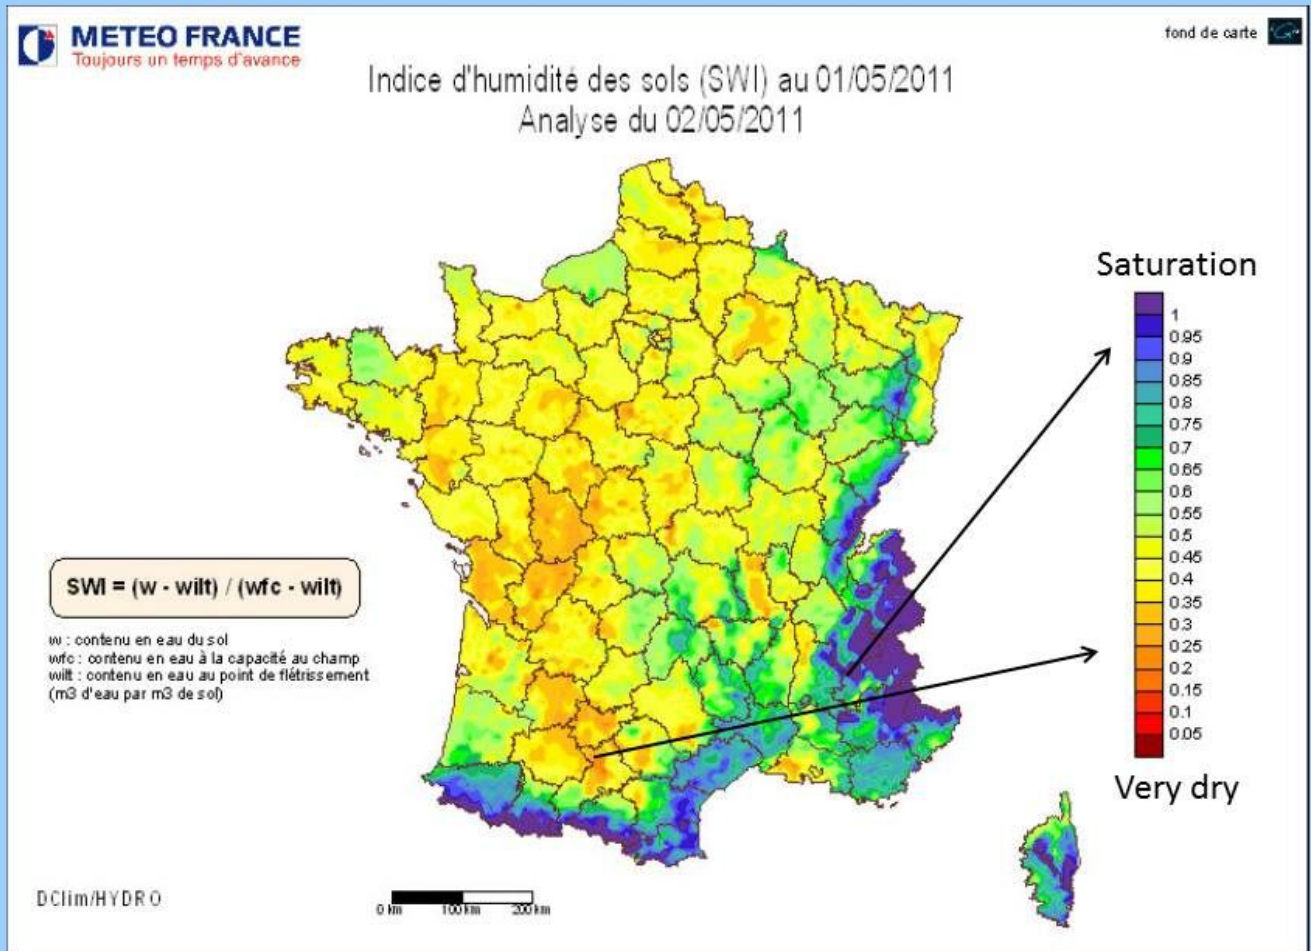 METEO FRANCE
Toujours un temps d'avance
fond de carte
Indice d'humidité des sols (SWI) au 01/05/2011
Analyse du 02/05/2011
Saturation
1
0.95
0.9
0.85
0.8
0.75
0.7
0.65
0.6
0.55
0.5
0.45
0.4
0.35
0.3
0.25
0.2
0.15
0.1
0.05
Very dry
SWI = (w - wilt) / (wfc - wilt)
w : contenu en eau du sol
wfc : contenu en eau à la capacité au champ
wilt : contenu en eau au point de flétrissement
(m3 d'eau par m3 de sol)
DClim/HYDRO
0 km 100 km 200 km